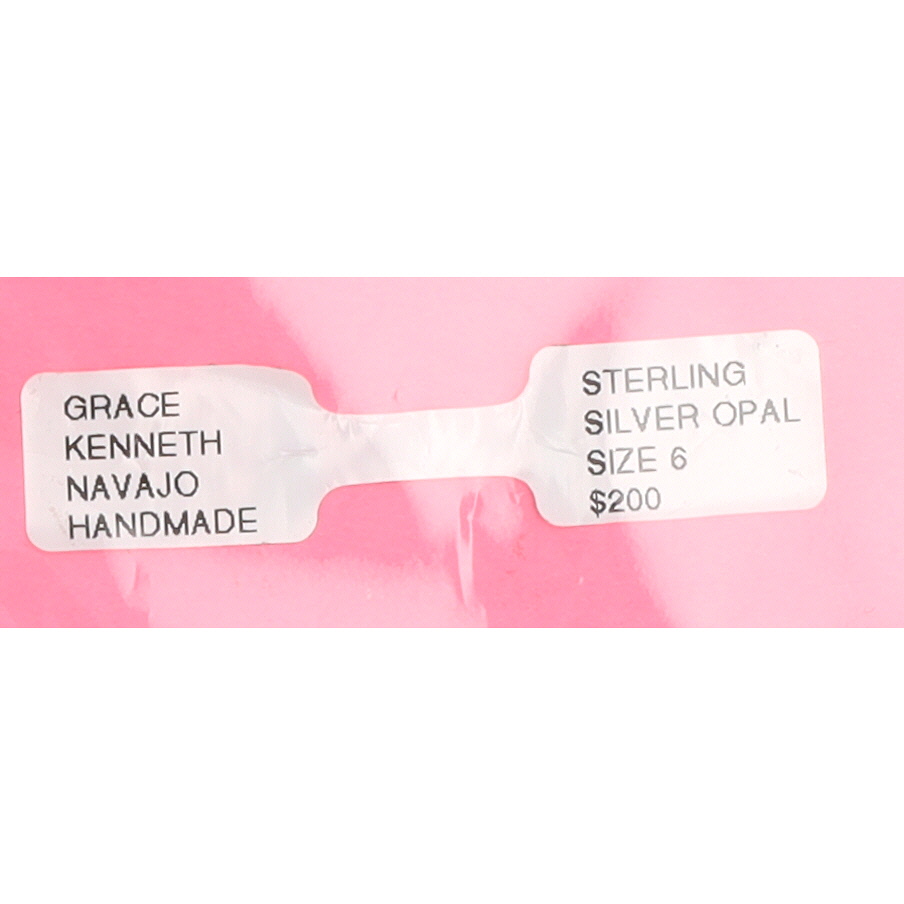 GRACE
KENNETH
NAVAJO
HANDMADE
STERLING
SILVER OPAL
SIZE 6
$200